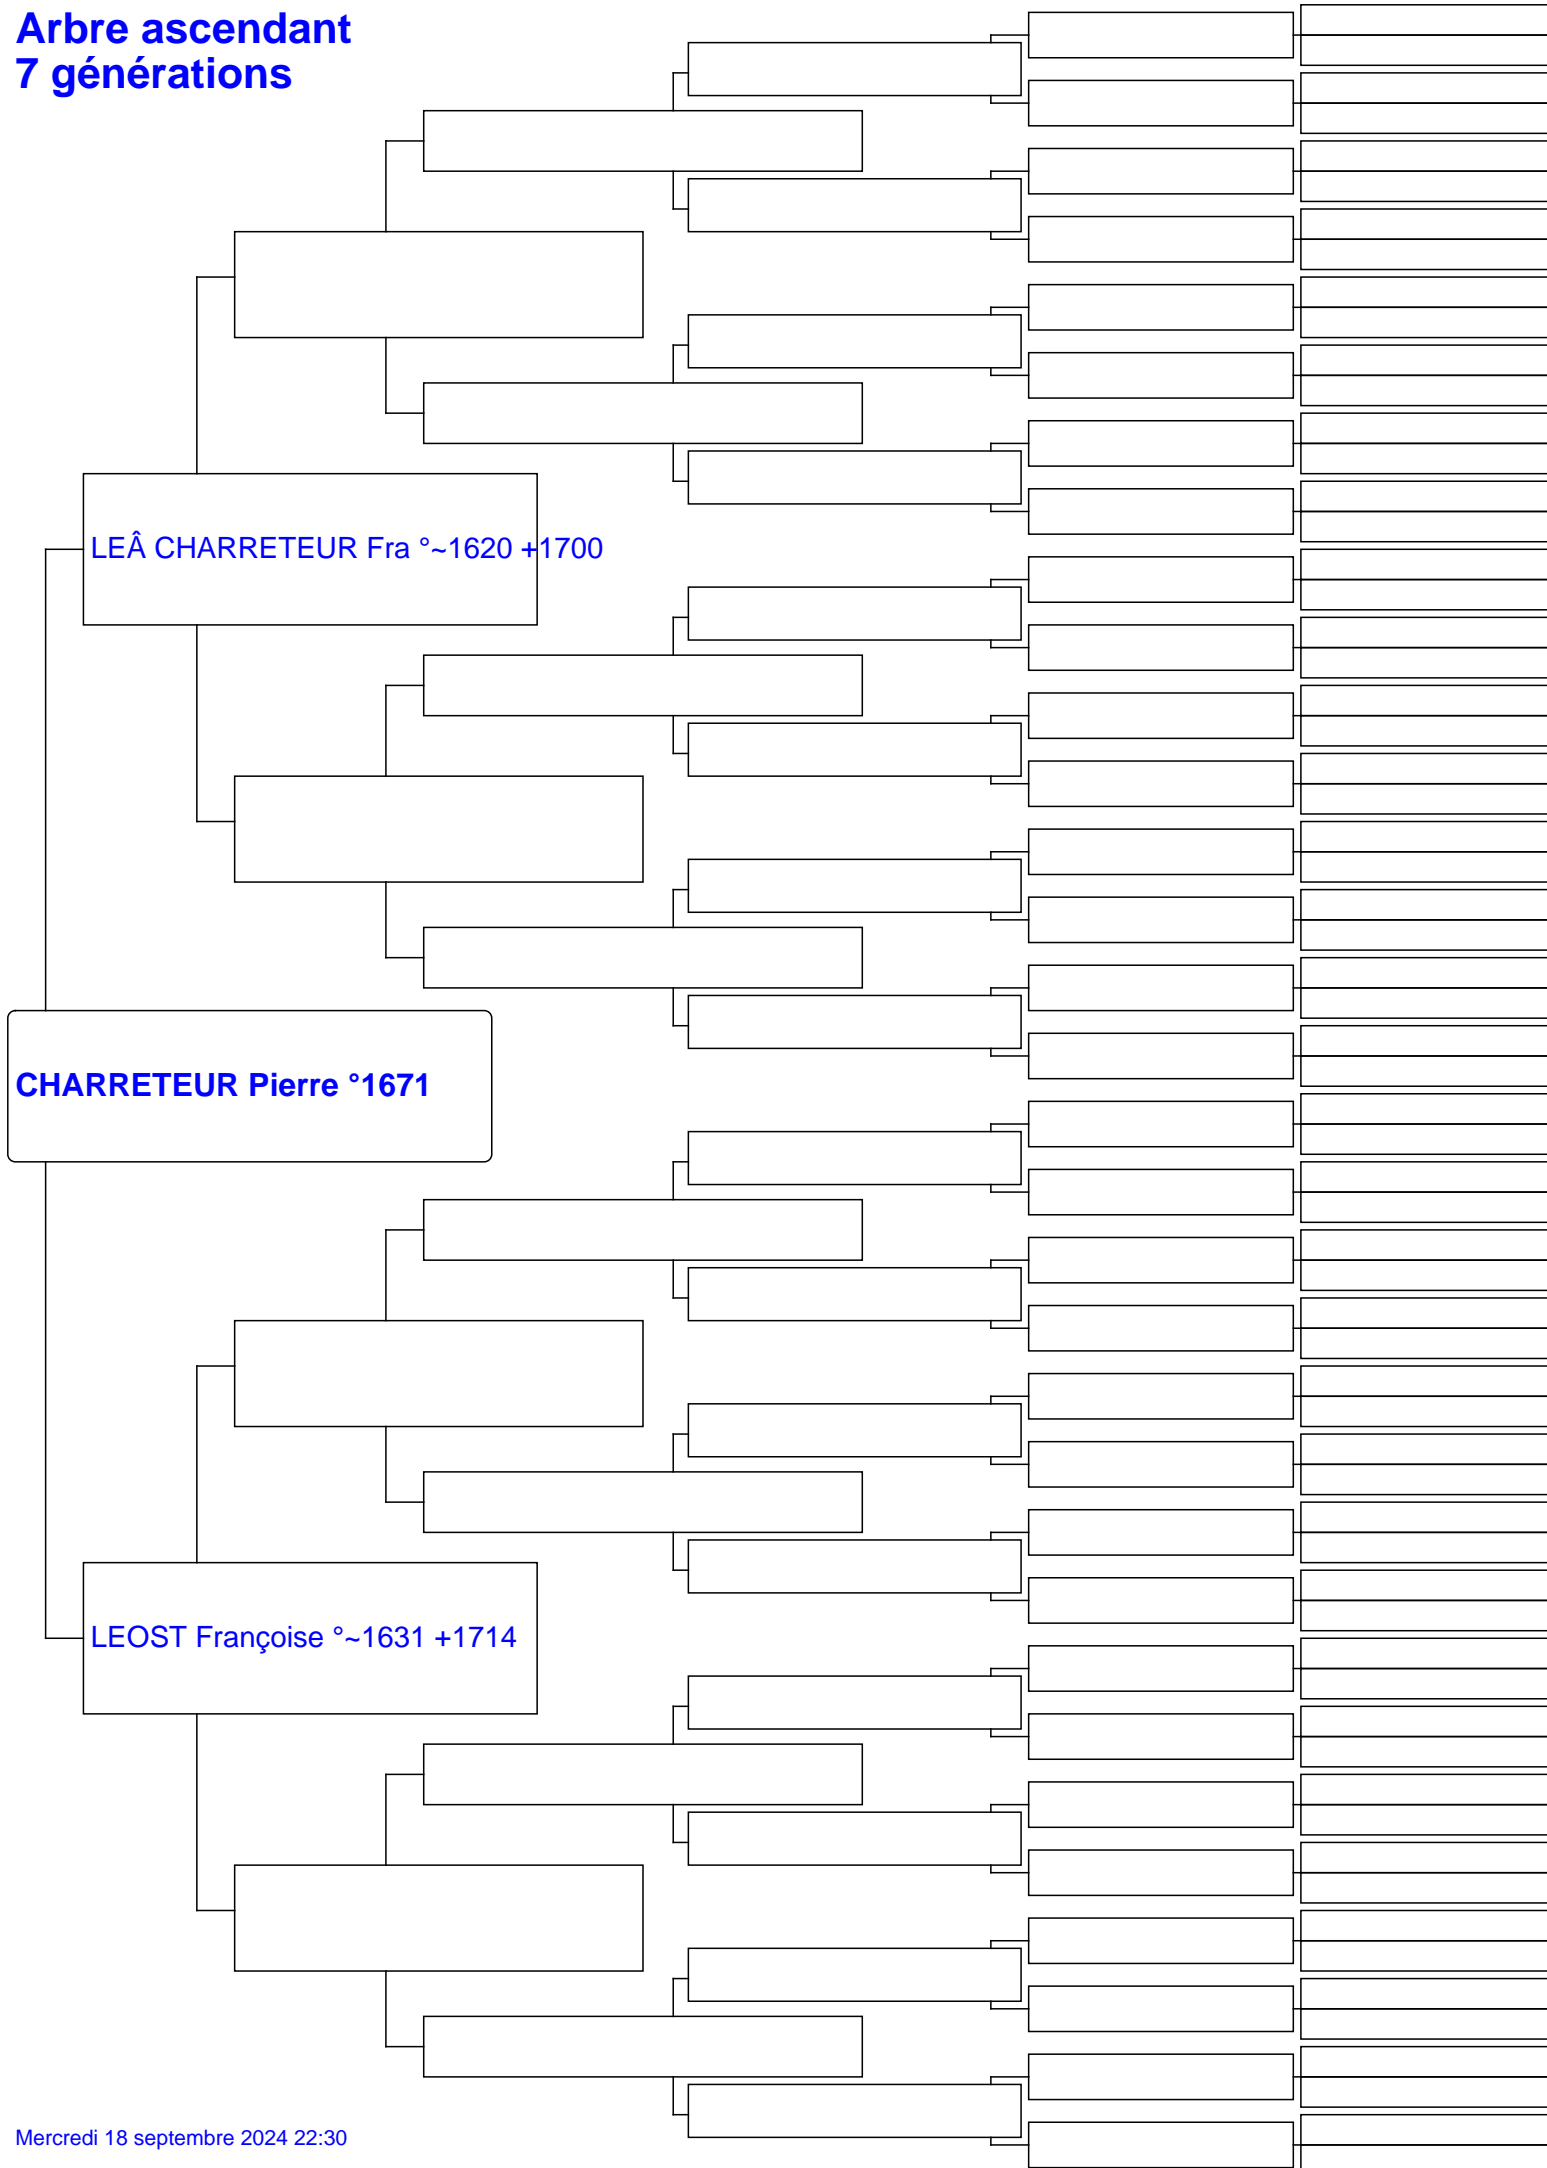 Arbre ascendant
7 générations
LEÂ CHARRETEUR Fra °~1620 +1700
CHARRETEUR Pierre °1671
LEOST Françoise °~1631 +1714
Mercredi 18 septembre 2024 22:30